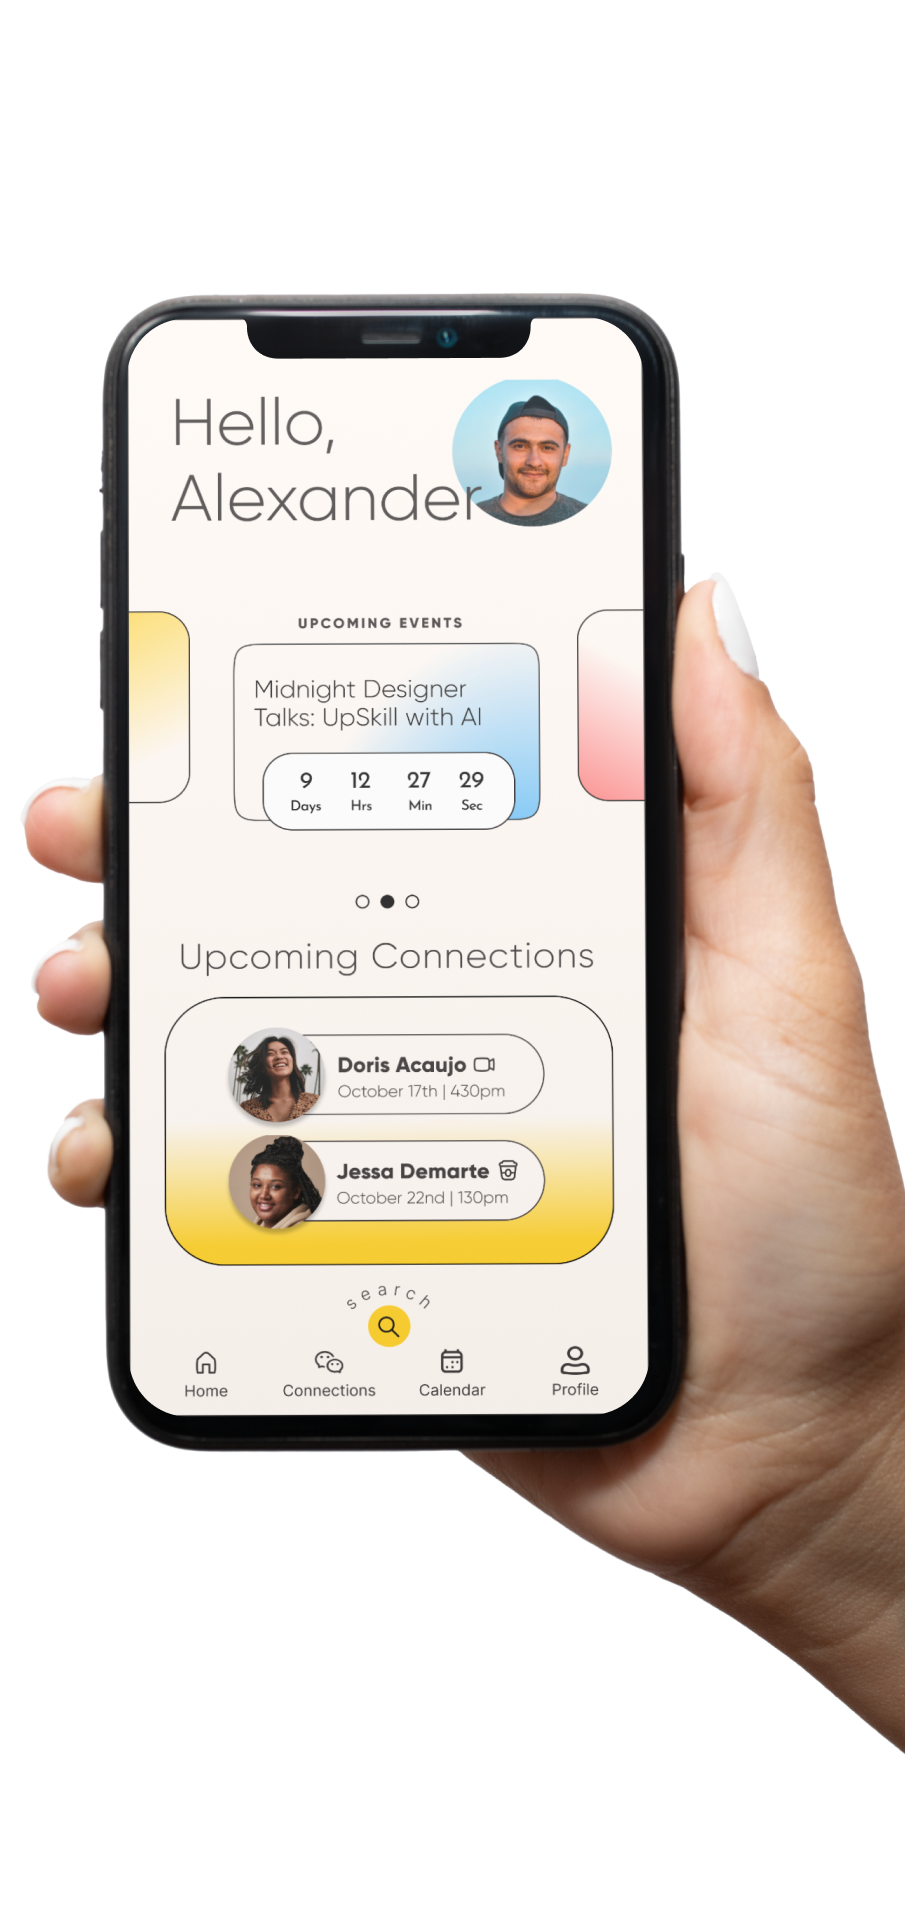 Hello,
Alexander
UPCOMING EVENTS
Midnight Designer
Talks: UpSkill with AI
9 12 27 29
Days Hrs Min Sec
Upcoming Connections
Doris Acaujo
October 17th | 430pm
Jessa Demarte
October 22nd | 130pm
search
Home Connections Calendar Profile